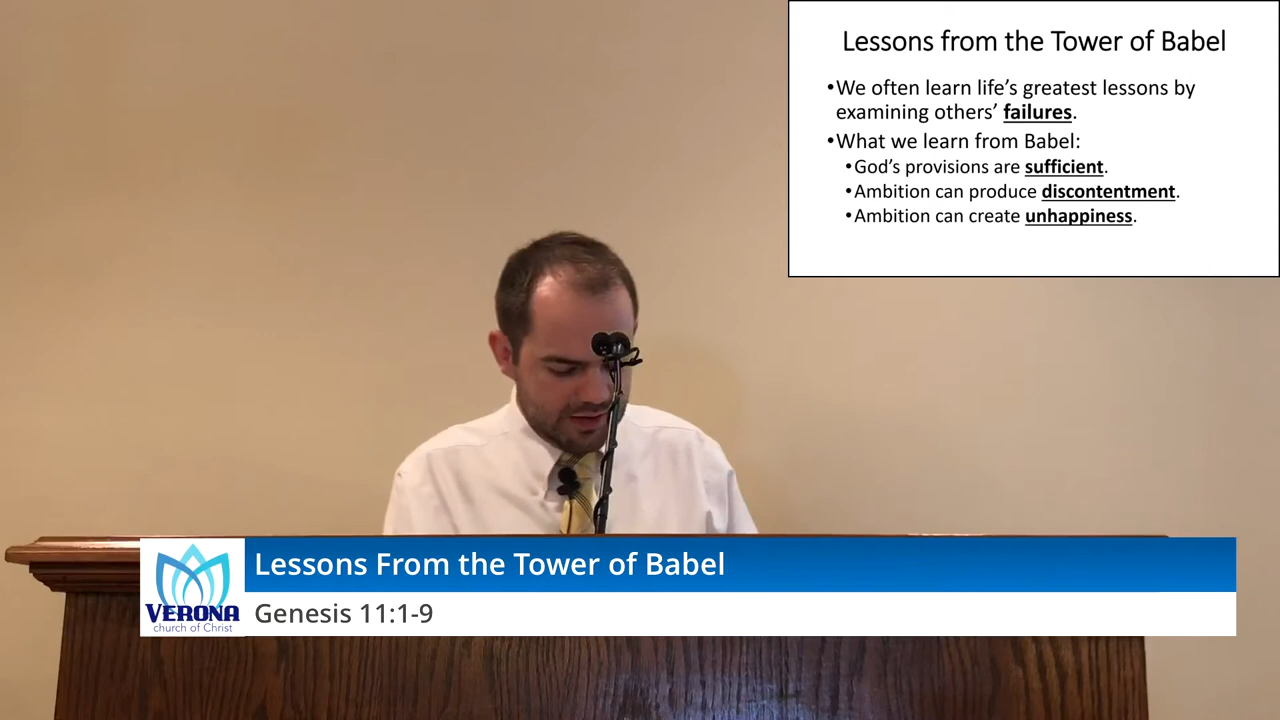 Lessons from the Tower of Babel
•We often learn life's greatest lessons by
examining others' failures.
•What we learn from Babel:
•God's provisions are sufficient.
•Ambition can produce discontentment.
•Ambition can create unhappiness.
Lessons From the Tower of Babel
VERONA
church of Christ
Genesis 11:1-9